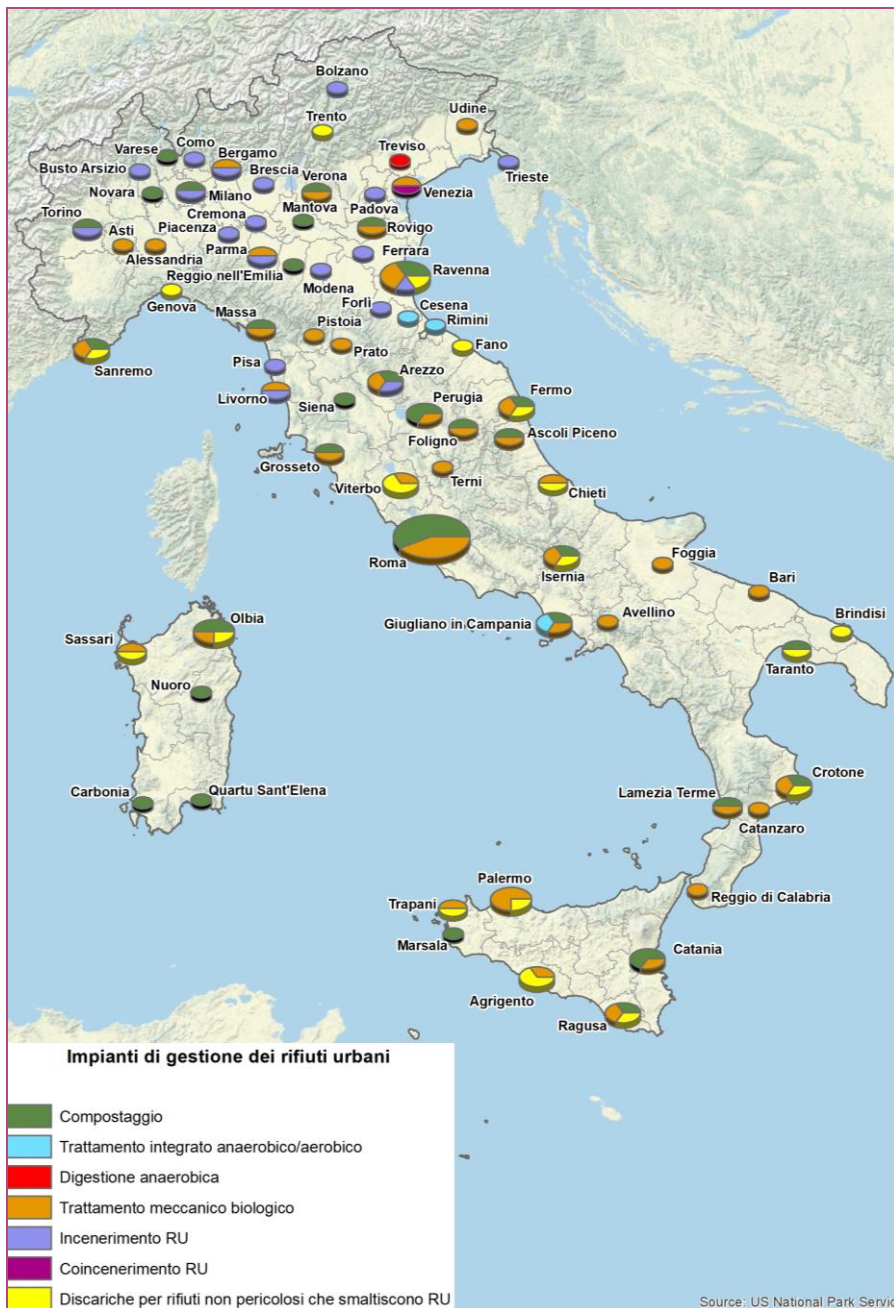 Bolzano
Trento
Udine
Varese
Como
Bergamo
Treviso
Busto Arsizio
Brescia
Verona
Trieste
Novara
Milano
Padova
Venezia
Torino
Cremona
Mantova
Asti
Piacenza
Rovigo
Alessandria
Parma
Ferrara
Reggio nell'Emilia
Modena
Ravenna
Genova
Forlì
Cesena
Massa
Pistoia
Rimini
Sanremo
Prato
Fano
Pisa
Arezzo
Livorno
Siena
Perugia
Fermo
Foligno
Ascoli Piceno
Grosseto
Viterbo
Terni
Chieti
Roma
Isernia
Foggia
Bari
Olbia
Giugliano in Campania
Avellino
Brindisi
Sassari
Taranto
Nuoro
Carbonia
Quartu Sant'Elena
Lamezia Terme
Crotone
Catanzaro
Palermo
Reggio di Calabria
Trapani
Marsala
Catania
Agrigento
Ragusa
Impianti di gestione dei rifiuti urbani
Compostaggio
Trattamento integrato anaerobico/aerobico
Digestione anaerobica
Trattamento meccanico biologico
Incenerimento RU
Coincenerimento RU
Discariche per rifiuti non pericolosi che smaltiscono RU
Source: US National Park Servic